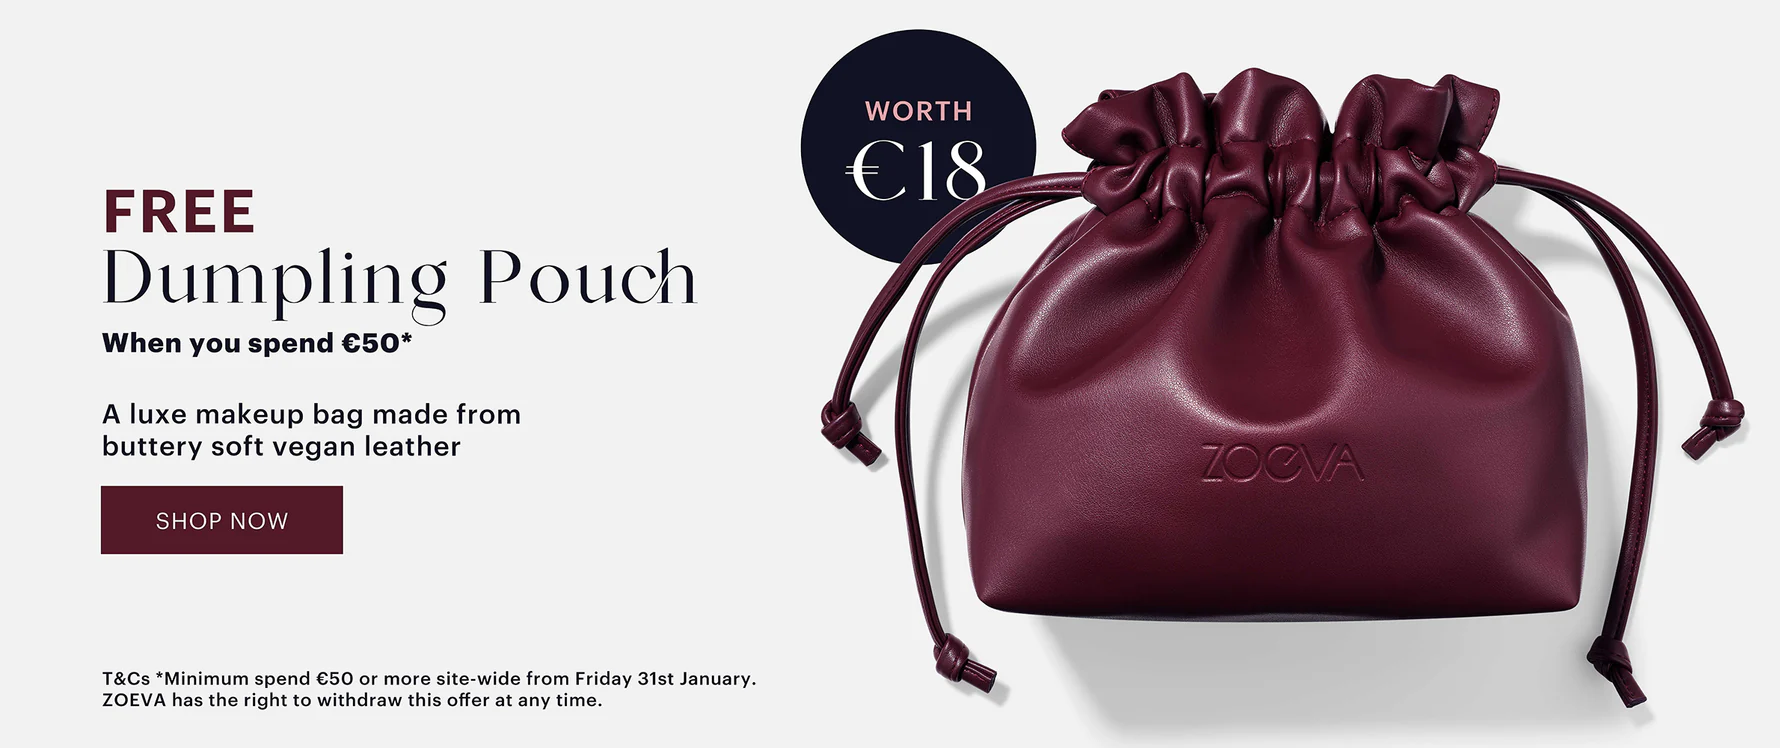 FREE
Dumpling Pouch
When you spend €50*
A luxe makeup bag made from
buttery soft vegan leather
SHOP NOW
T&Cs *Minimum spend €50 or more site-wide from Friday 31st January.
ZOEVA has the right to withdraw this offer at any time.
WORTH
€18
ZOEVA